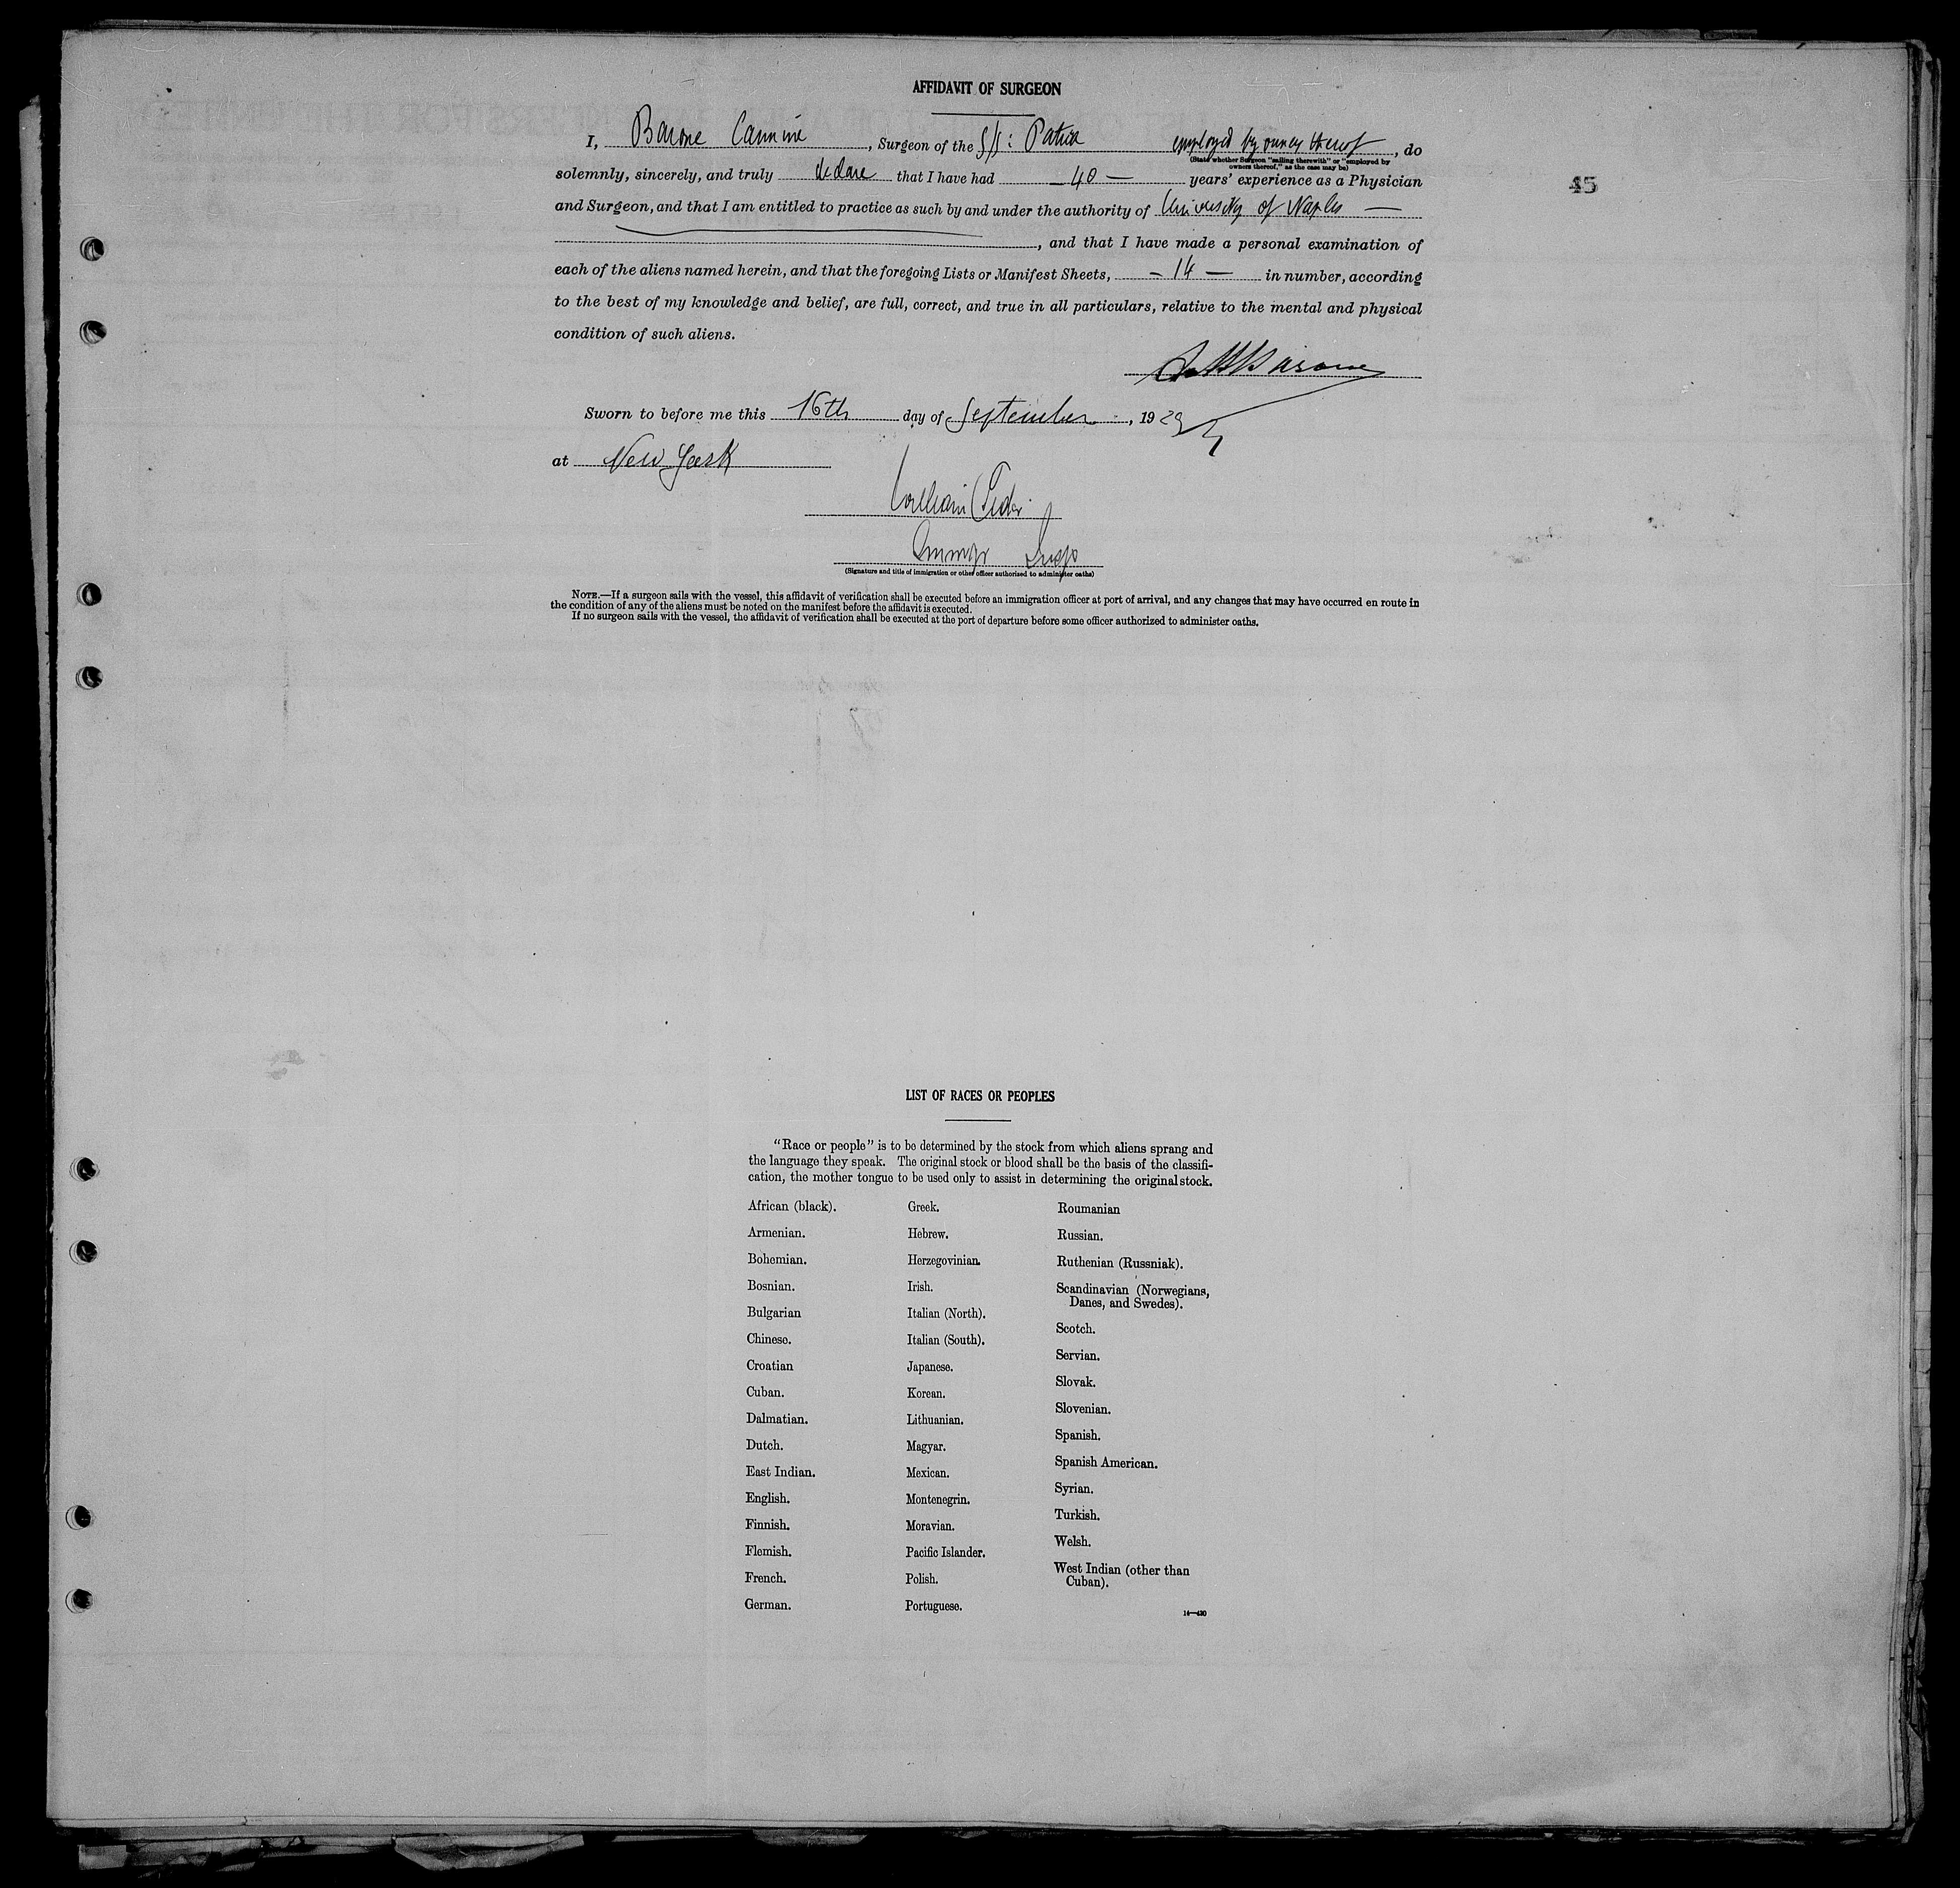 AFFIDAVIT OF SURGEON
I, Barone Carmine, Surgeon of the S/S: Patria employed by owner thereof, do
(State whether Surgeon "sailing therewith" or "employed by
owners thereof," as the case may be)
solemnly, sincerely, and truly declare that I have had —40— years' experience as a Physician
45
and Surgeon, and that I am entitled to practice as such by and under the authority of University of Naples —
, and that I have made a personal examination of
each of the aliens named herein, and that the foregoing Lists or Manifest Sheets, —14— in number, according
to the best of my knowledge and belief, are full, correct, and true in all particulars, relative to the mental and physical
condition of such aliens.
Barone
Sworn to before me this 16th day of September, 1923
at New York
William
Immgr Insp
(Signature and title of immigration or other officer authorized to administer oaths)
NOTE.—If a surgeon sails with the vessel, this affidavit of verification shall be executed before an immigration officer at port of arrival, and any changes that may have occurred en route in
the condition of any of the aliens must be noted on the manifest before the affidavit is executed.
If no surgeon sails with the vessel, the affidavit of verification shall be executed at the port of departure before some officer authorized to administer oaths.
LIST OF RACES OR PEOPLES
"Race or people" is to be determined by the stock from which aliens sprang and
the language they speak. The original stock or blood shall be the basis of the classifi-
cation, the mother tongue to be used only to assist in determining the original stock.
African (black).
Armenian.
Bohemian.
Bosnian.
Bulgarian
Chinese.
Croatian
Cuban.
Dalmatian.
Dutch.
East Indian.
English.
Finnish.
Flemish.
French.
German.
Greek.
Hebrew.
Herzegovinian.
Irish.
Italian (North).
Italian (South).
Japanese.
Korean.
Lithuanian.
Magyar.
Mexican.
Montenegrin.
Moravian.
Pacific Islander.
Polish.
Portuguese.
Roumanian
Russian.
Ruthenian (Russniak).
Scandinavian (Norwegians,
Danes, and Swedes).
Scotch.
Servian.
Slovak.
Slovenian.
Spanish.
Spanish American.
Syrian.
Turkish.
Welsh.
West Indian (other than
Cuban).
14—430